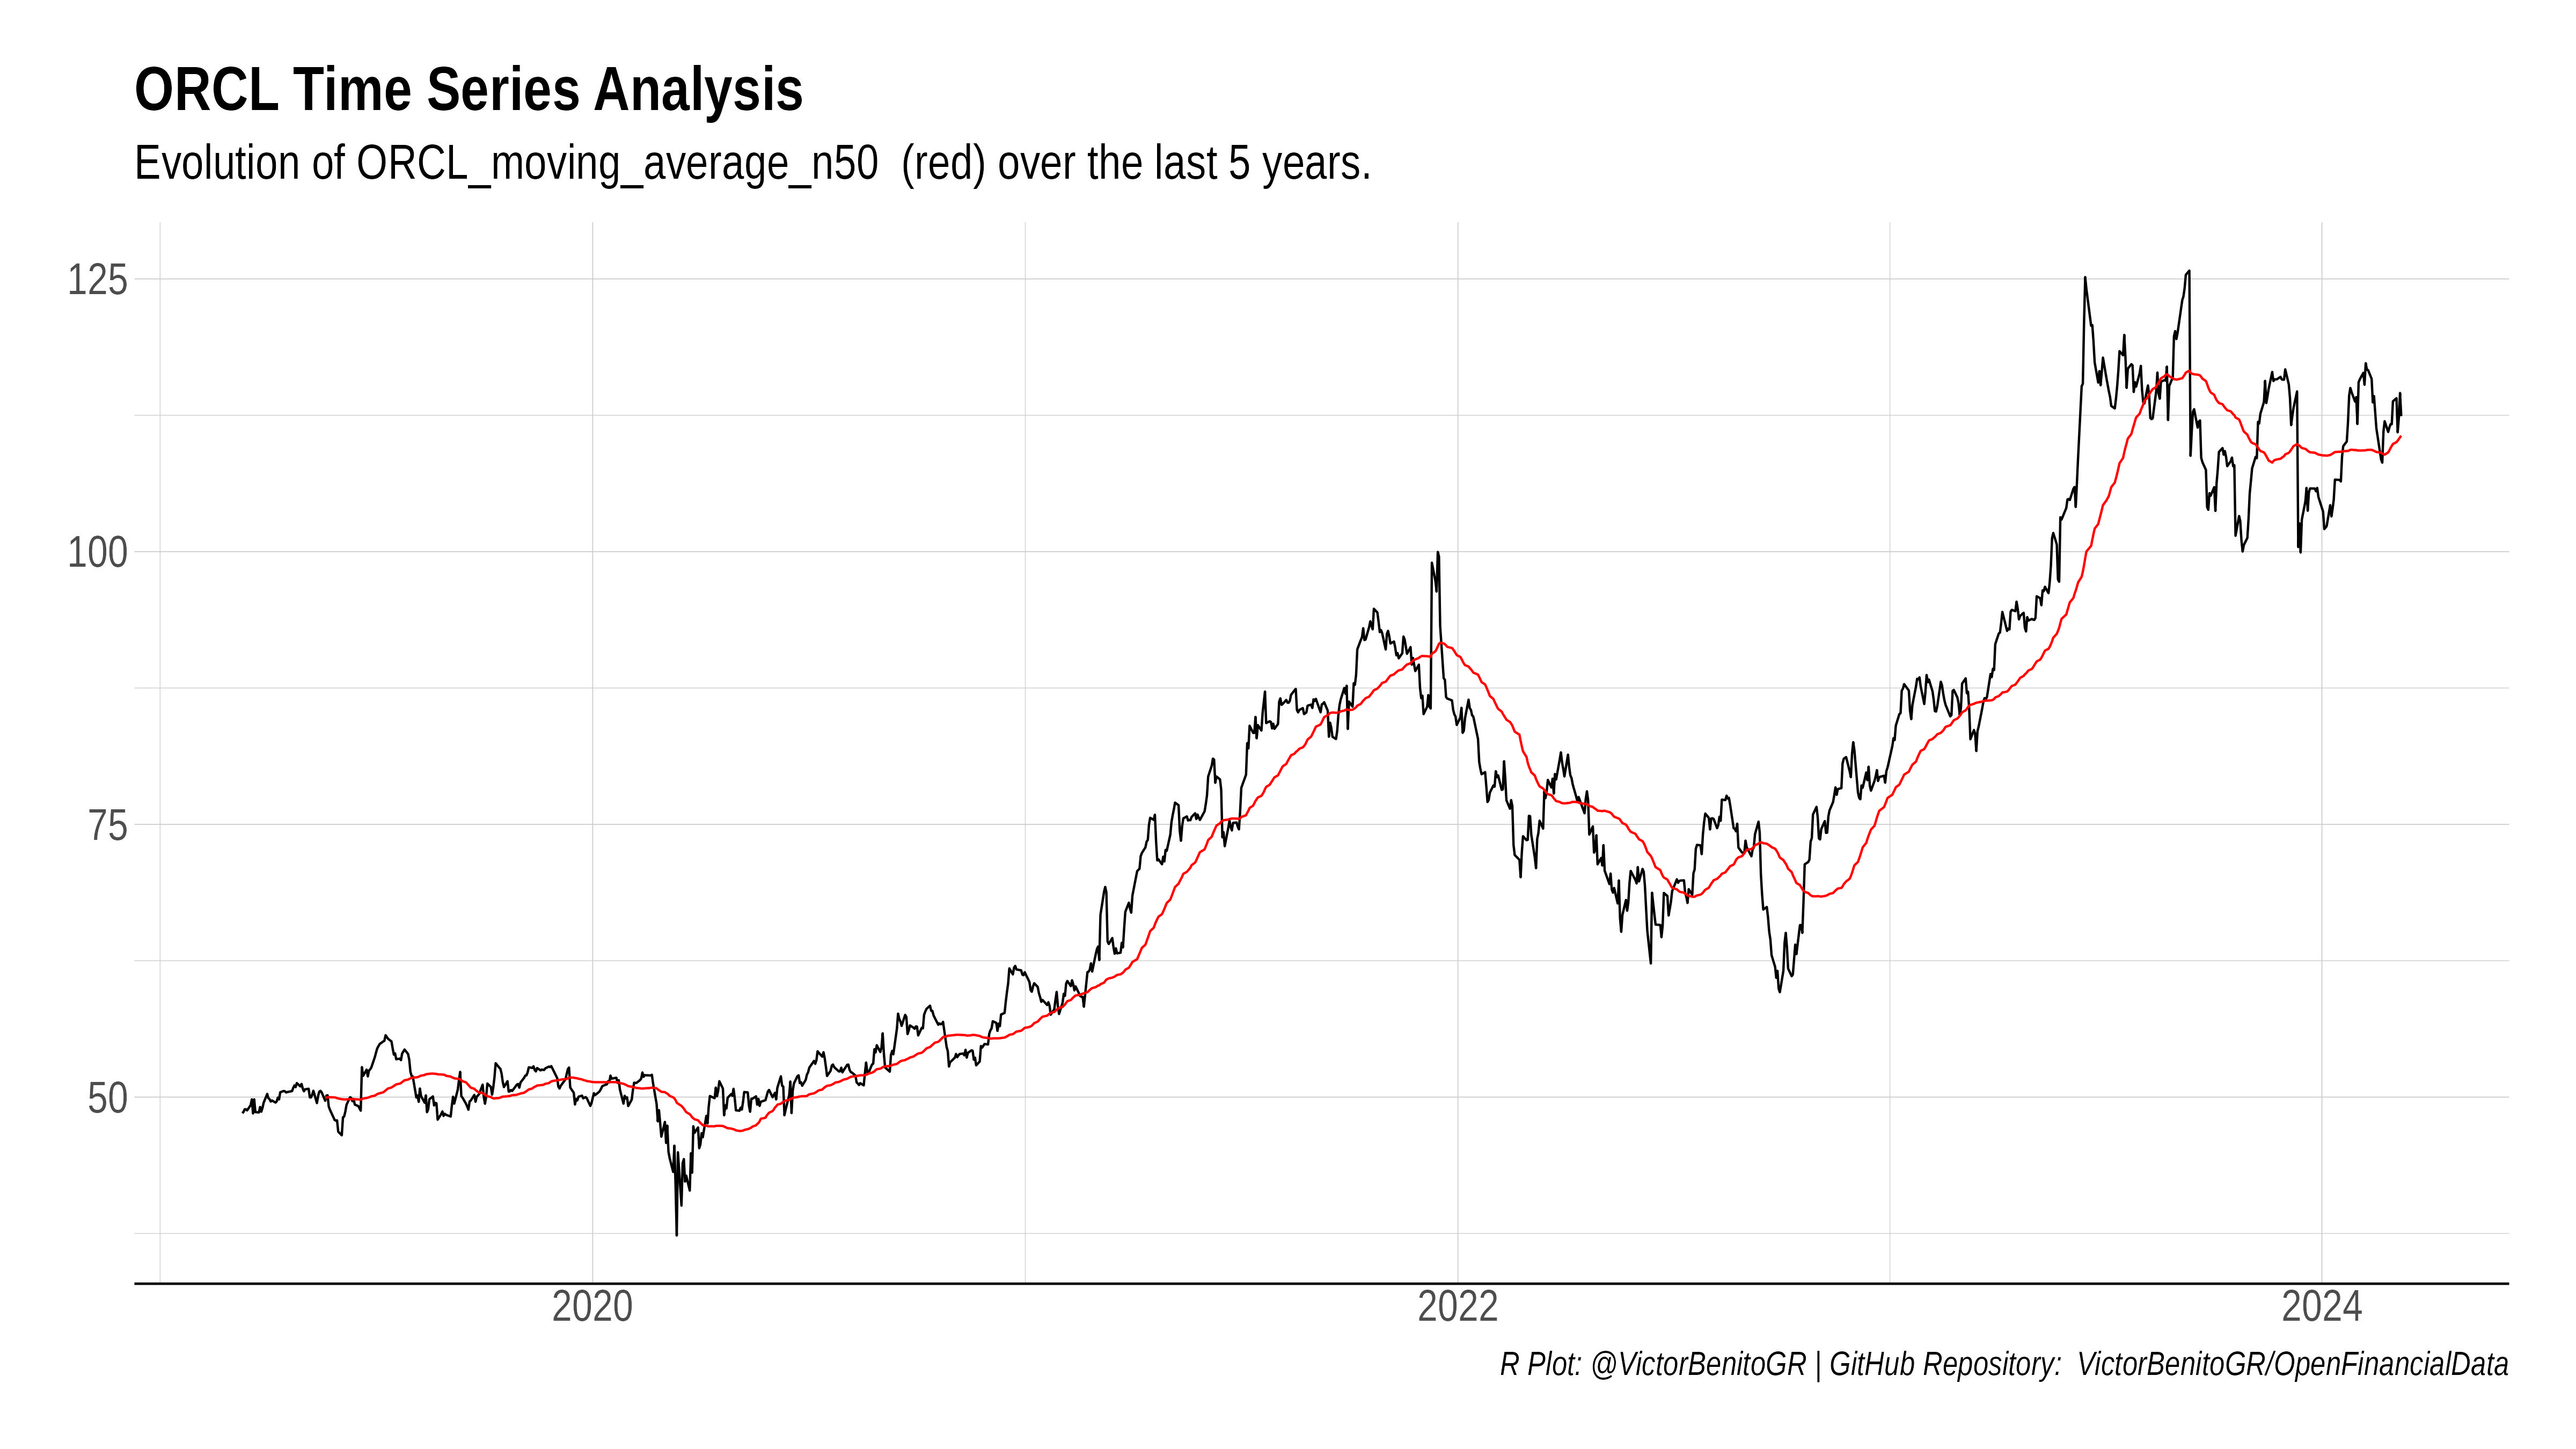 ORCL Time Series Analysis
Evolution of ORCL_moving_average_n50  (red) over the last 5 years.
125
100
75
50
2020 2022 2024
R Plot: @VictorBenitoGR | GitHub Repository:  VictorBenitoGR/OpenFinancialData